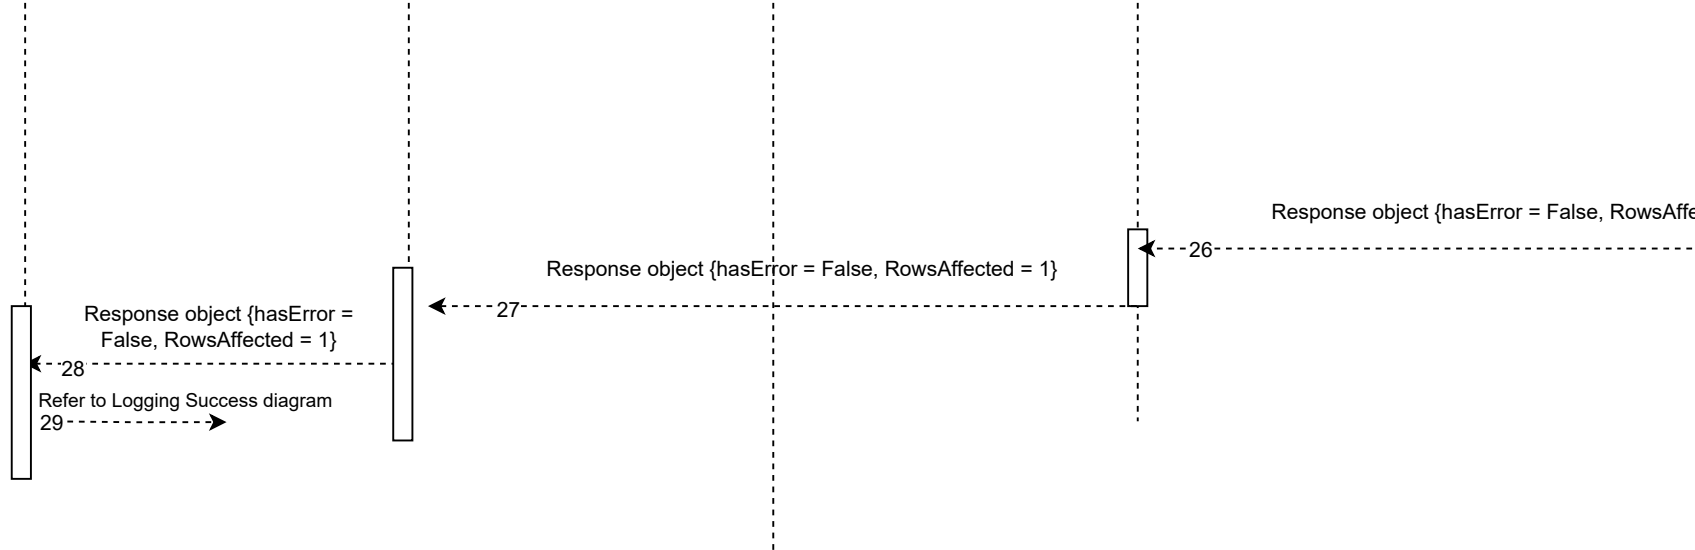 Response object {hasError = False, RowsAffe
26
Response object {hasError = False, RowsAffected = 1}
27
Response object {hasError =
False, RowsAffected = 1}
28
Refer to Logging Success diagram
29